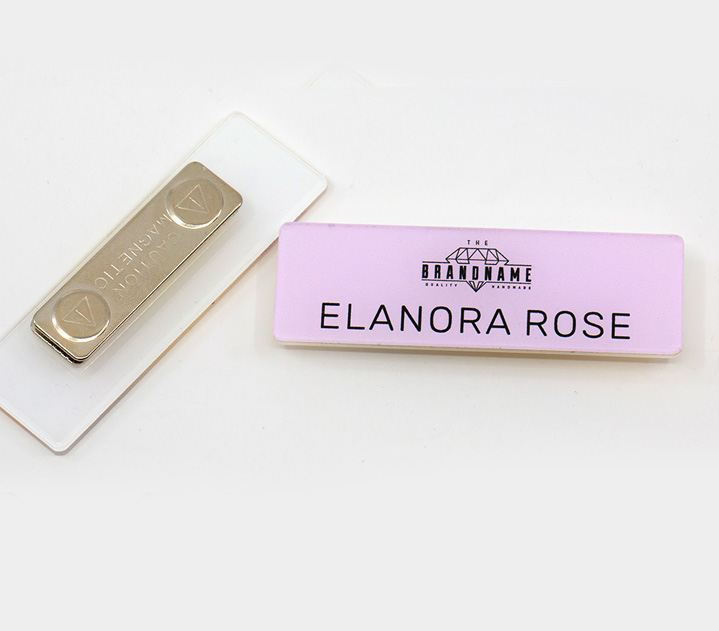 CAUTION
MAGNETIC
THE
BRANDNAME
QUALITY HANDMADE
ELANORA ROSE